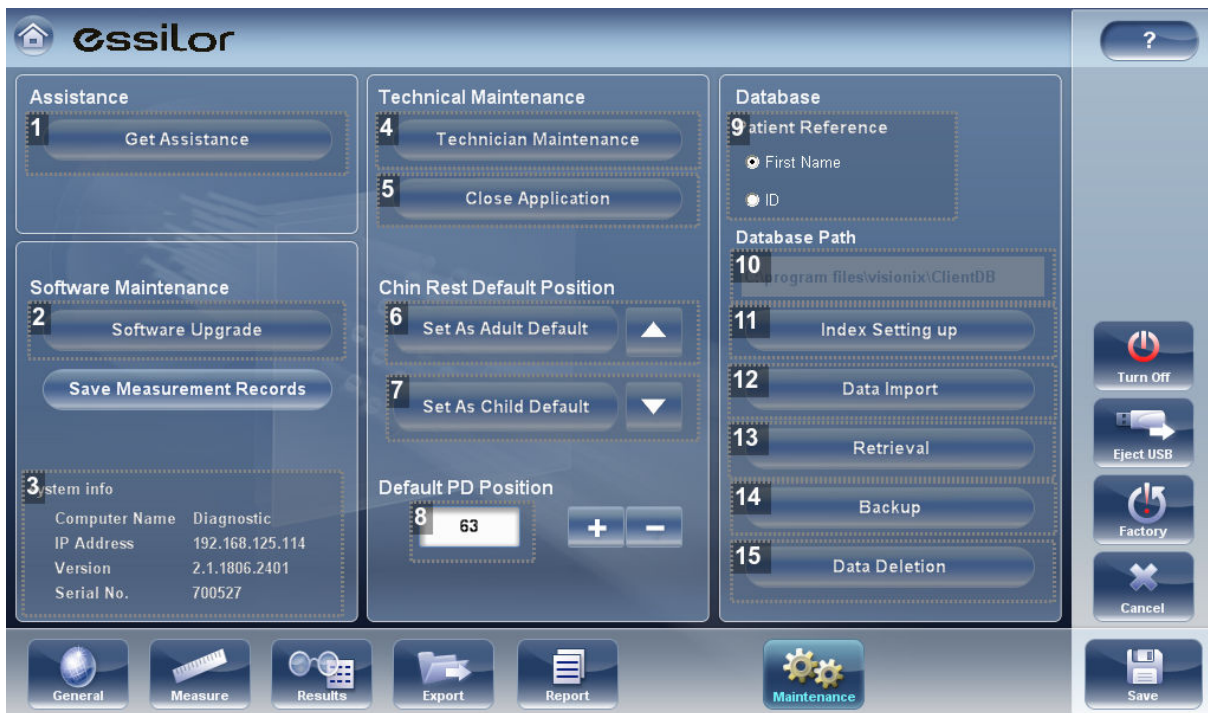 essilor
?
Assistance
1
Get Assistance
Software Maintenance
2
Software Upgrade
Save Measurement Records
3
ystem info
Computer Name Diagnostic
IP Address 192.168.125.114
Version 2.1.1806.2401
Serial No. 700527
Technical Maintenance
4
Technician Maintenance
5
Close Application
Chin Rest Default Position
6
Set As Adult Default
7
Set As Child Default
Default PD Position
8
63
+ −
Database
9
atient Reference
First Name
ID
Database Path
10
program files\visionix\ClientDB
11
Index Setting up
12
Data Import
13
Retrieval
14
Backup
15
Data Deletion
Turn Off
Eject USB
Factory
Cancel
General
Measure
Results
Export
Report
Maintenance
Save